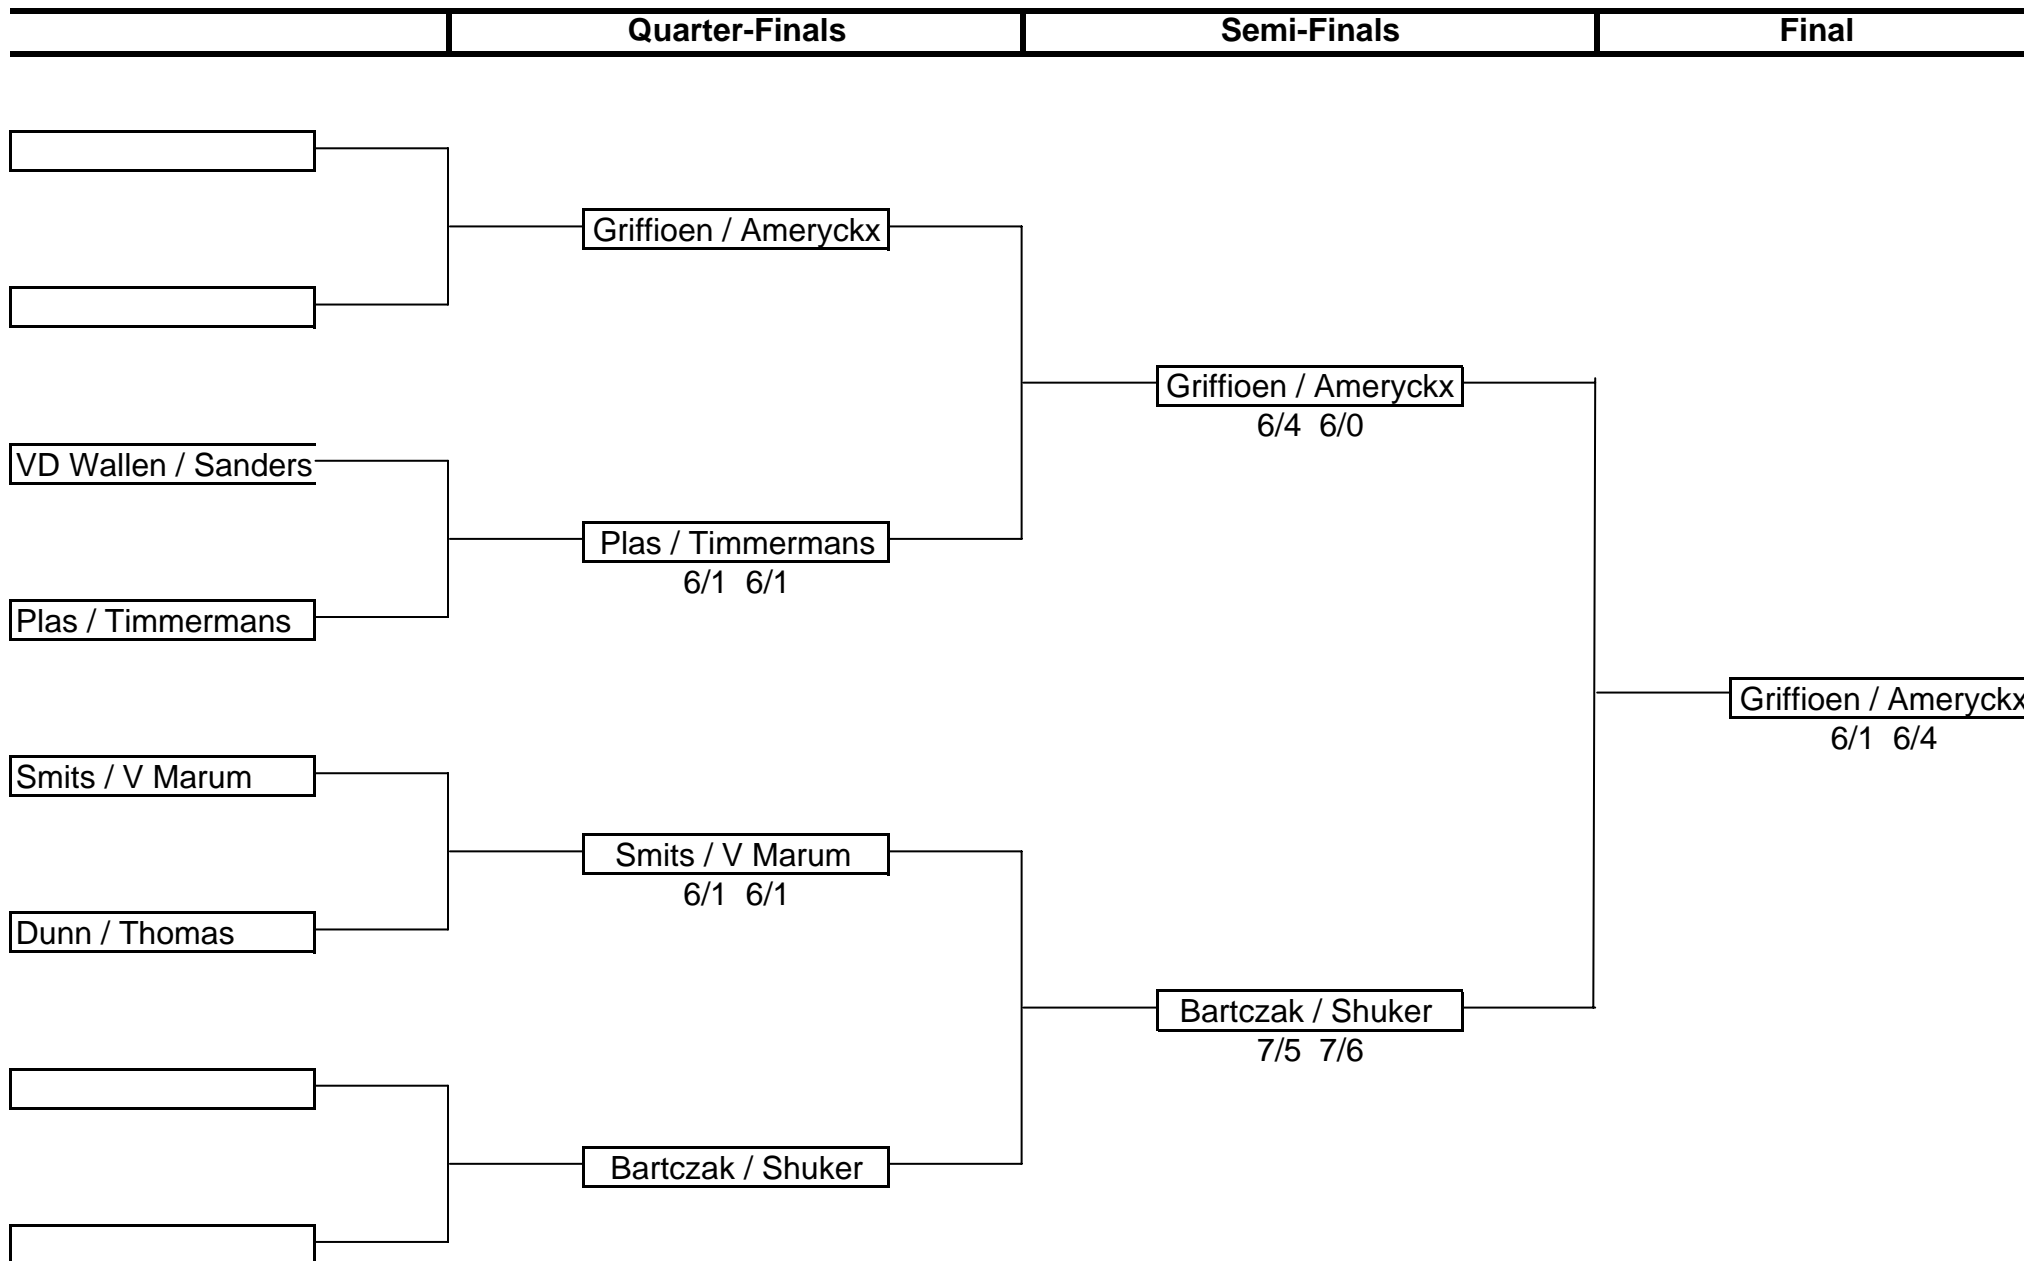 Quarter-Finals Semi-Finals Final
Griffioen / Ameryckx
Griffioen / Ameryckx
6/4 6/0
VD Wallen / Sanders
Plas / Timmermans
6/1 6/1
Plas / Timmermans
Griffioen / Ameryckx
6/1 6/4
Smits / V Marum
Smits / V Marum
6/1 6/1
Dunn / Thomas
Bartczak / Shuker
7/5 7/6
Bartczak / Shuker